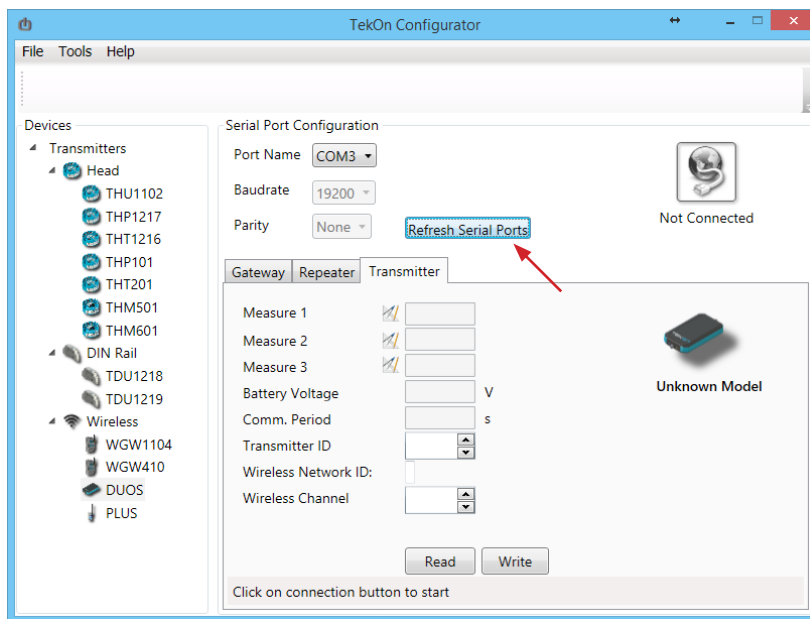 TekOn Configurator
File Tools Help
Devices
Transmitters
Head
THU1102
THP1217
THT1216
THP101
THT201
THM501
THM601
DIN Rail
TDU1218
TDU1219
Wireless
WGW1104
WGW410
DUOS
PLUS
Serial Port Configuration
Port Name COM3
Baudrate 19200
Parity None Refresh Serial Ports
Not Connected
Gateway Repeater Transmitter
Measure 1
Measure 2
Measure 3
Battery Voltage V
Comm. Period s
Transmitter ID
Wireless Network ID:
Wireless Channel
Unknown Model
Read Write
Click on connection button to start